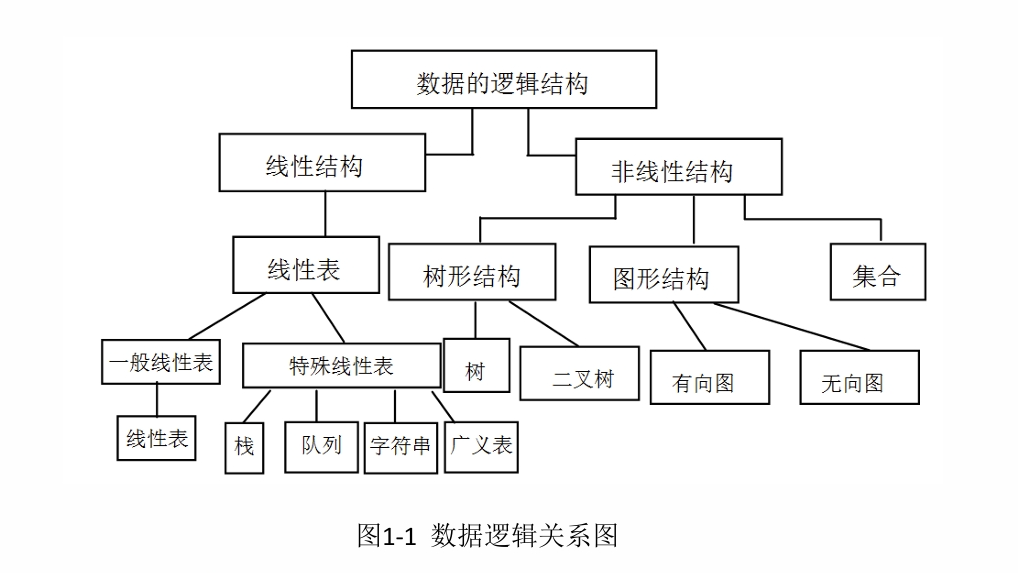 数据的逻辑结构
线性结构
非线性结构
线性表
树形结构
图形结构
集合
一般线性表
特殊线性表
树
二叉树
有向图
无向图
线性表
栈
队列
字符串
广义表
图1-1 数据逻辑关系图